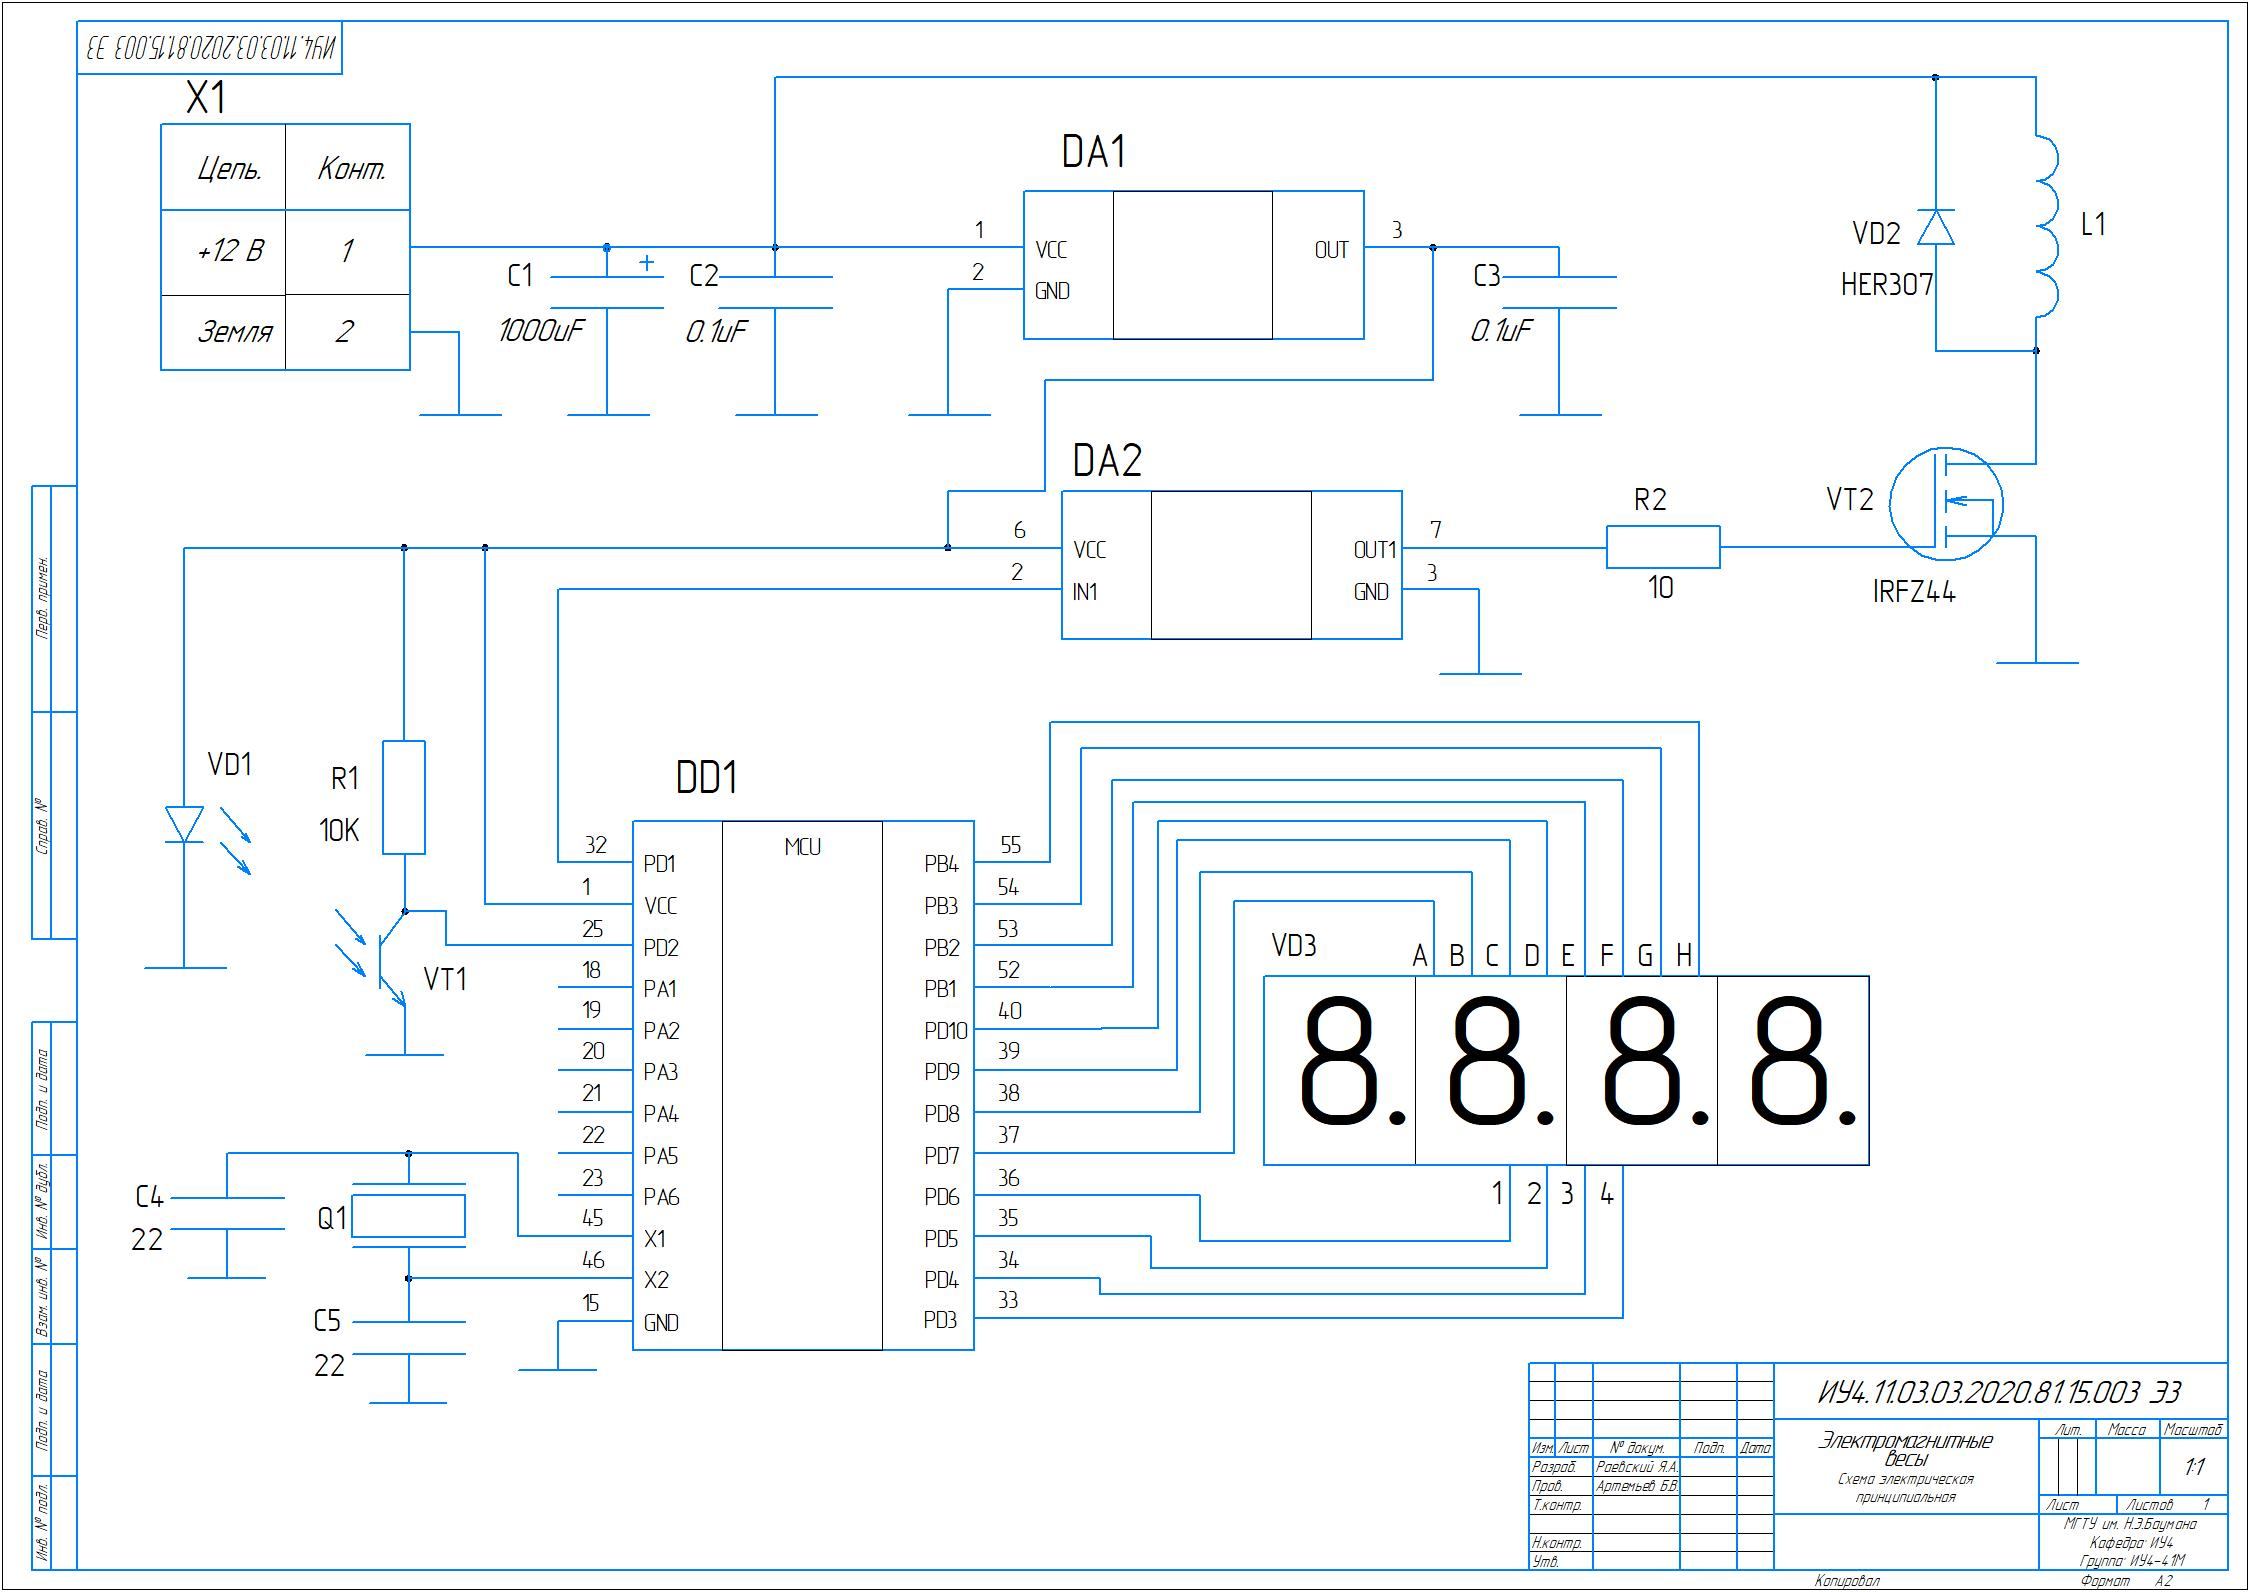 ИУ4.11.03.03.2020.81.15.003 ЭЗ
X1
Цепь. Конт.
+12 В 1
Земля 2
C1
+
1000uF
C2
0.1uF
DA1
1 VCC
2 GND
OUT 3
C3
0.1uF
VD2
HER307
L1
DA2
6 VCC
2 IN1
OUT1 7
GND 3
R2
10
VT2
IRFZ44
VD1
R1
10K
VT1
DD1
MCU
32 PD1
1 VCC
25 PD2
18 PA1
19 PA2
20 PA3
21 PA4
22 PA5
23 PA6
45 X1
46 X2
15 GND
PB4 55
PB3 54
PB2 53
PB1 52
PD10 40
PD9 39
PD8 38
PD7 37
PD6 36
PD5 35
PD4 34
PD3 33
VD3
A B C D E F G H
8. 8. 8. 8.
1 2 3 4
C4
22
Q1
C5
22
Перв. примен.
Справ. №
Подп. и дата
Инв. № дубл.
Взам. инв. №
Подп. и дата
Инв. № подл.
ИУ4.11.03.03.2020.81.15.003 ЭЗ
Изм. Лист № докум. Подп. Дата
Разраб. Раевский Я.А.
Пров. Артемьев Б.В.
Т.контр.
Н.контр.
Утв.
Электромагнитные
весы
Схема электрическая
принципиальная
Лит. Масса Масштаб
1:1
Лист Листов 1
МГТУ им. Н.Э.Баумана
Кафедра: ИУ4
Группа: ИУ4-41М
Копировал Формат А2